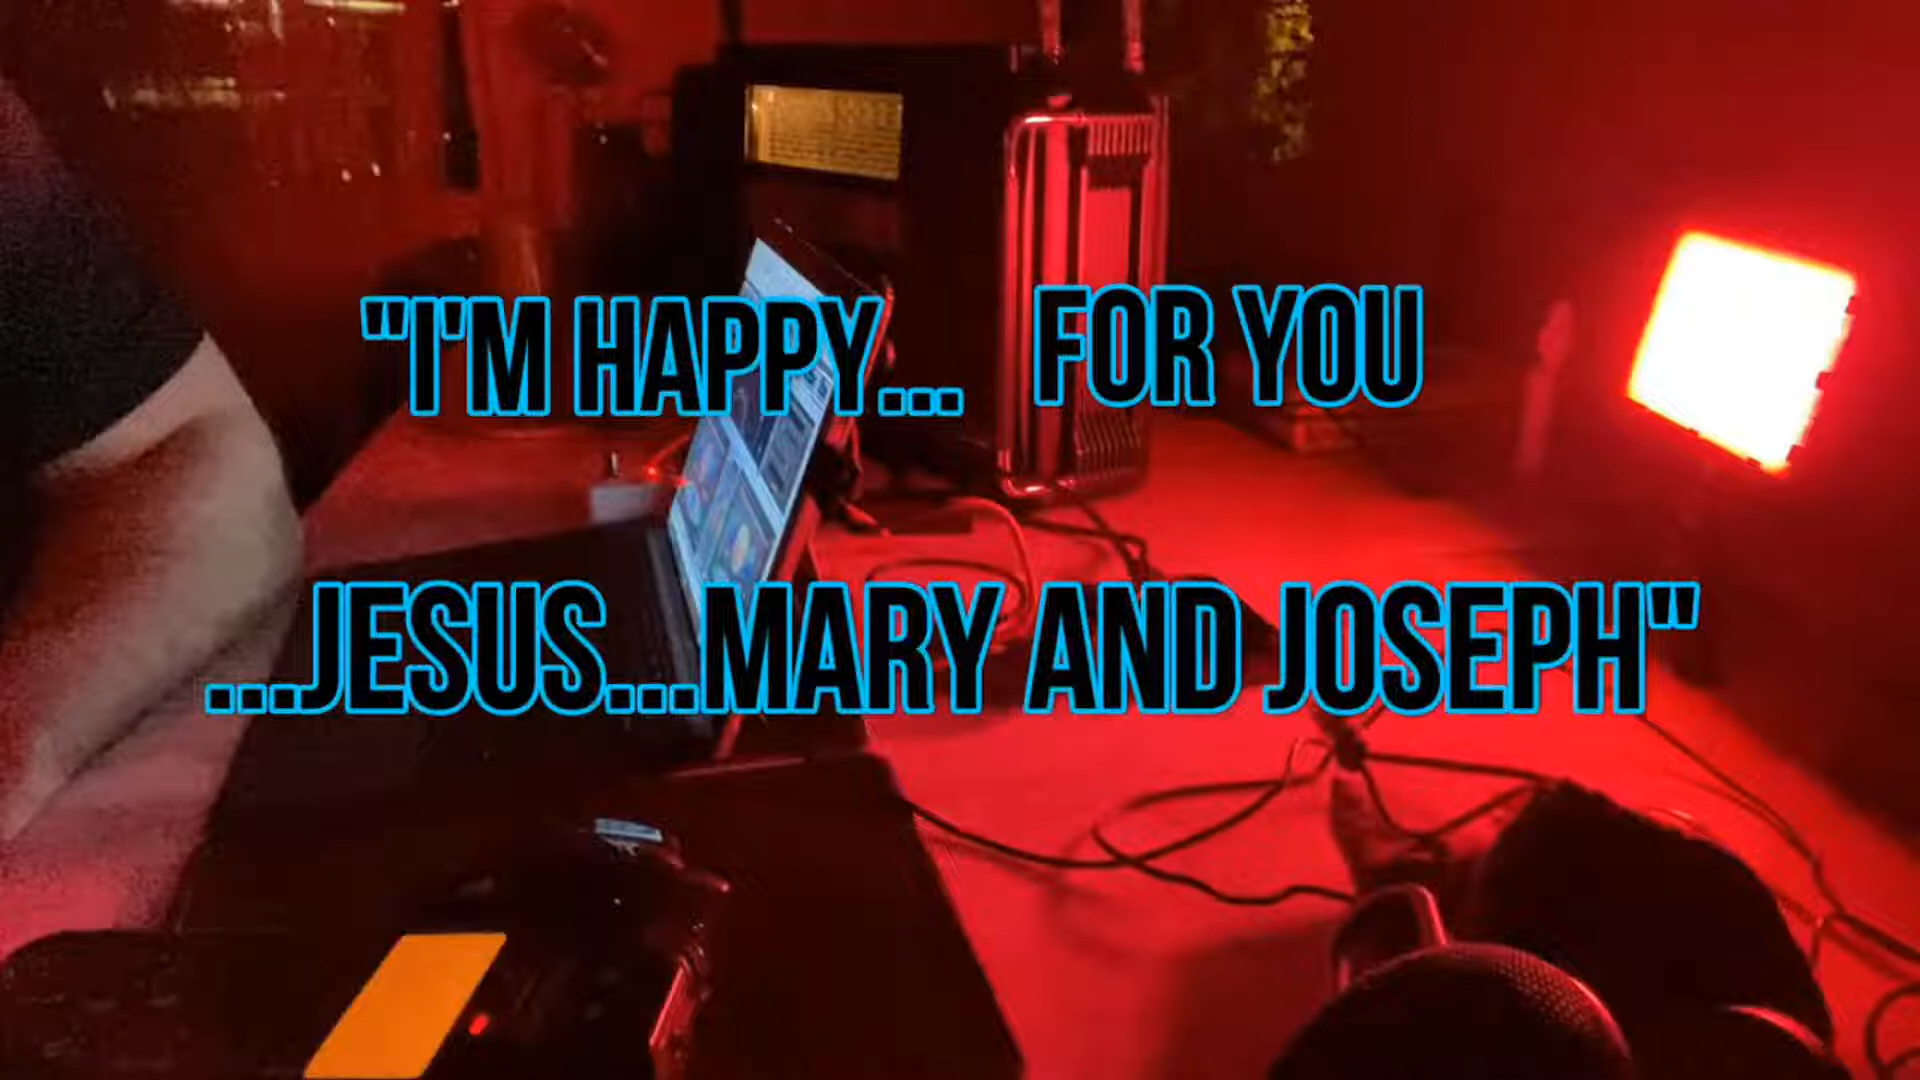 "I'M HAPPY... FOR YOU
...JESUS...MARY AND JOSEPH"